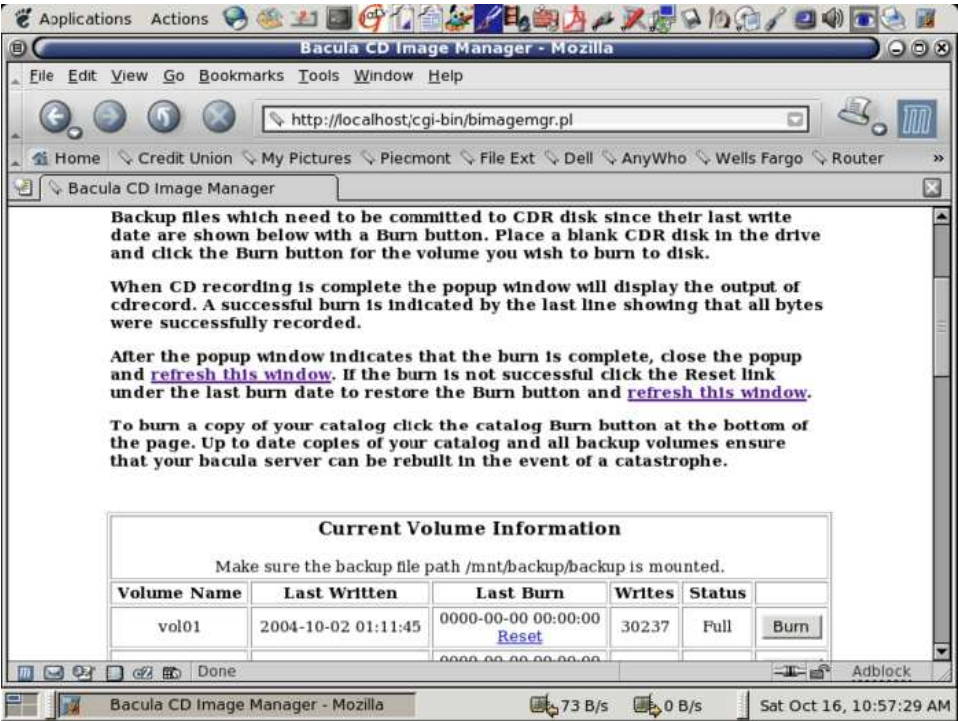 Applications Actions
Bacula CD Image Manager - Mozilla
File Edit View Go Bookmarks Tools Window Help
http://localhost/cgi-bin/bimagemgr.pl
Home Credit Union My Pictures Piecmont File Ext Dell AnyWho Wells Fargo Router »
Bacula CD Image Manager
Backup files which need to be committed to CDR disk since their last write
date are shown below with a Burn button. Place a blank CDR disk in the drive
and click the Burn button for the volume you wish to burn to disk.
When CD recording is complete the popup window will display the output of
cdrecord. A successful burn is indicated by the last line showing that all bytes
were successfully recorded.
After the popup window indicates that the burn is complete, close the popup
and refresh this window. If the burn is not successful click the Reset link
under the last burn date to restore the Burn button and refresh this window.
To burn a copy of your catalog click the catalog Burn button at the bottom of
the page. Up to date copies of your catalog and all backup volumes ensure
that your bacula server can be rebuilt in the event of a catastrophe.
Current Volume Information
Make sure the backup file path /mnt/backup/backup is mounted.
Volume Name Last Written Last Burn Writes Status
vol01 2004-10-02 01:11:45 0000-00-00 00:00:00 30237 Full Burn
Reset
0000-00-00 00:00:00
Done Adblock
Bacula CD Image Manager - Mozilla 73 B/s 0 B/s Sat Oct 16, 10:57:29 AM